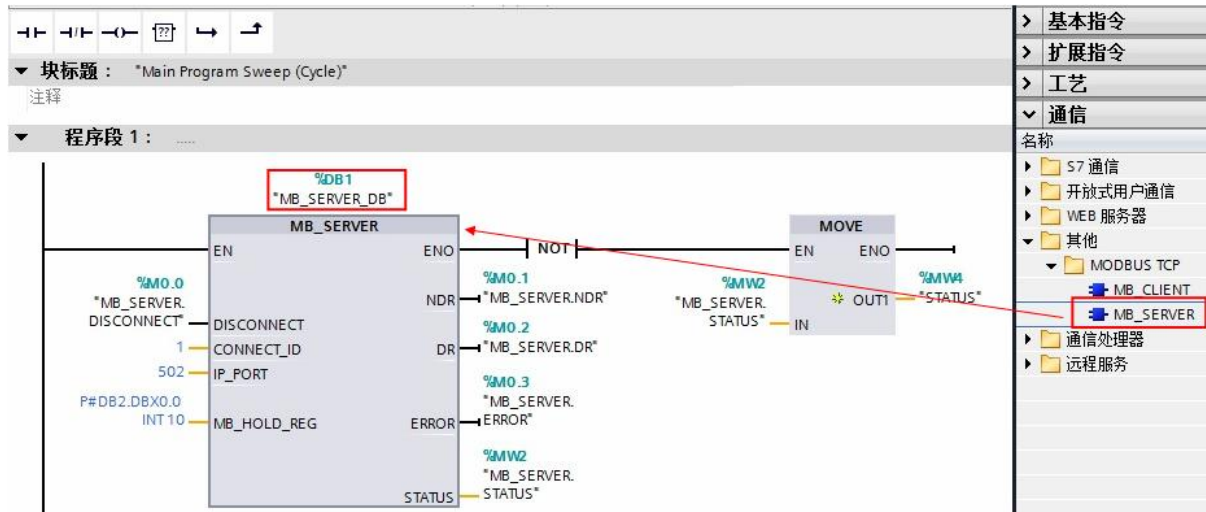 块标题： "Main Program Sweep (Cycle)"
注释
程序段 1： .....
%DB1
"MB_SERVER_DB"
MB_SERVER
EN
ENO
%M0.0
"MB_SERVER.
DISCONNECT"
DISCONNECT
1
CONNECT_ID
502
IP_PORT
P#DB2.DBX0.0
INT 10
MB_HOLD_REG
NDR
%M0.1
"MB_SERVER.NDR"
DR
%M0.2
"MB_SERVER.DR"
ERROR
%M0.3
"MB_SERVER.
ERROR"
STATUS
%MW2
"MB_SERVER.
STATUS"
NOT
MOVE
EN
ENO
%MW2
"MB_SERVER.
STATUS"
IN
OUT1
%MW4
"STATUS"
基本指令
扩展指令
工艺
通信
名称
S7 通信
开放式用户通信
WEB 服务器
其他
MODBUS TCP
MB_CLIENT
MB_SERVER
通信处理器
远程服务
??